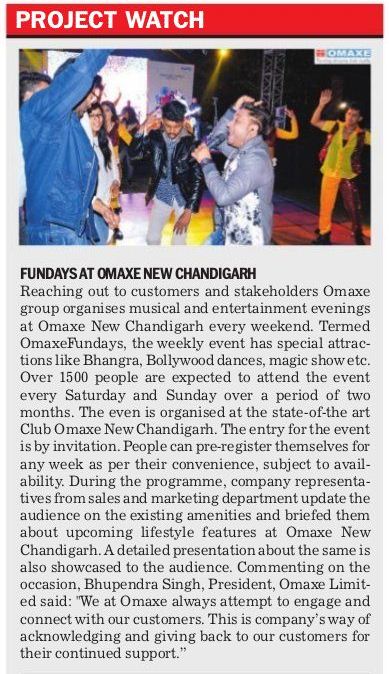 PROJECT WATCH
OMAXE
FUNDAYS AT OMAXE NEW CHANDIGARH
Reaching out to customers and stakeholders Omaxe
group organises musical and entertainment evenings
at Omaxe New Chandigarh every weekend. Termed
OmaxeFundays, the weekly event has special attrac-
tions like Bhangra, Bollywood dances, magic show etc.
Over 1500 people are expected to attend the event
every Saturday and Sunday over a period of two
months. The even is organised at the state-of-the art
Club Omaxe New Chandigarh. The entry for the event
is by invitation. People can pre-register themselves for
any week as per their convenience, subject to avail-
ability. During the programme, company representa-
tives from sales and marketing department update the
audience on the existing amenities and briefed them
about upcoming lifestyle features at Omaxe New
Chandigarh. A detailed presentation about the same is
also showcased to the audience. Commenting on the
occasion, Bhupendra Singh, President, Omaxe Limit-
ed said: "We at Omaxe always attempt to engage and
connect with our customers. This is company's way of
acknowledging and giving back to our customers for
their continued support.”